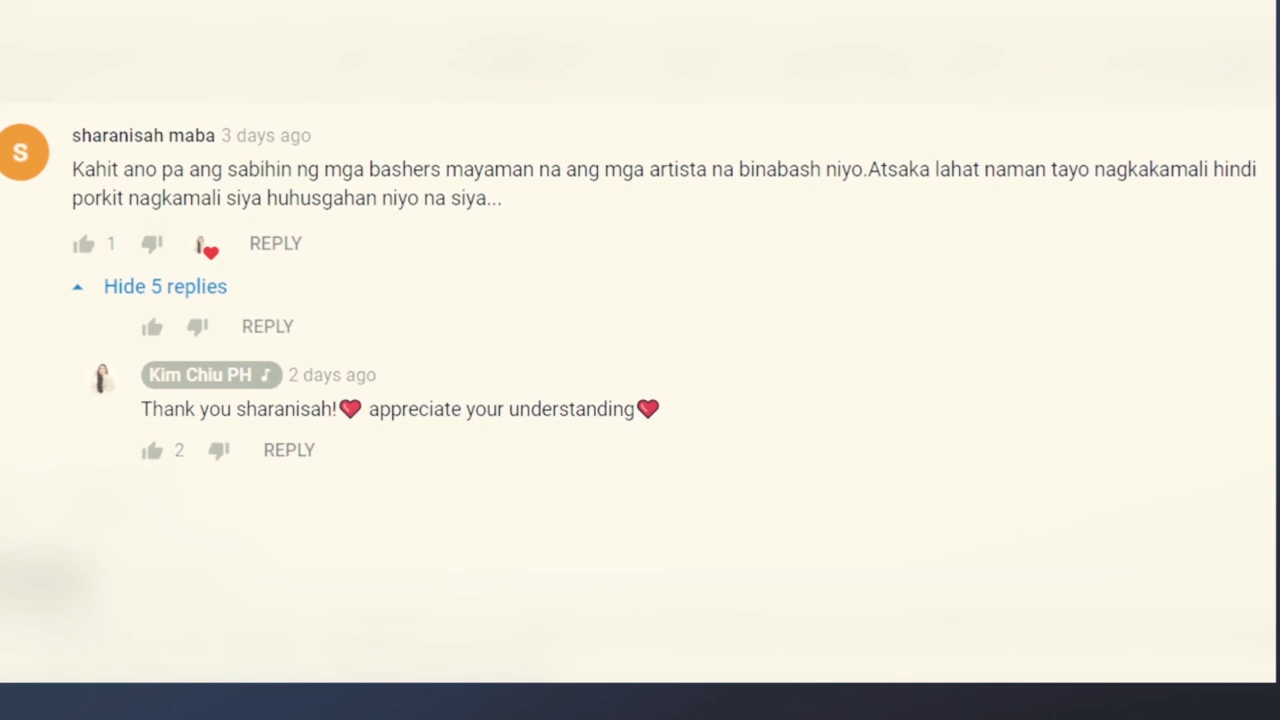 S
sharanisah maba 3 days ago
Kahit ano pa ang sabihin ng mga bashers mayaman na ang mga artista na binabash niyo.Atsaka lahat naman tayo nagkakamali hindi
porkit nagkamali siya huhusgahan niyo na siya...
1 REPLY
Hide 5 replies
REPLY
Kim Chiu PH ♪ 2 days ago
Thank you sharanisah!❤ appreciate your understanding❤
2 REPLY